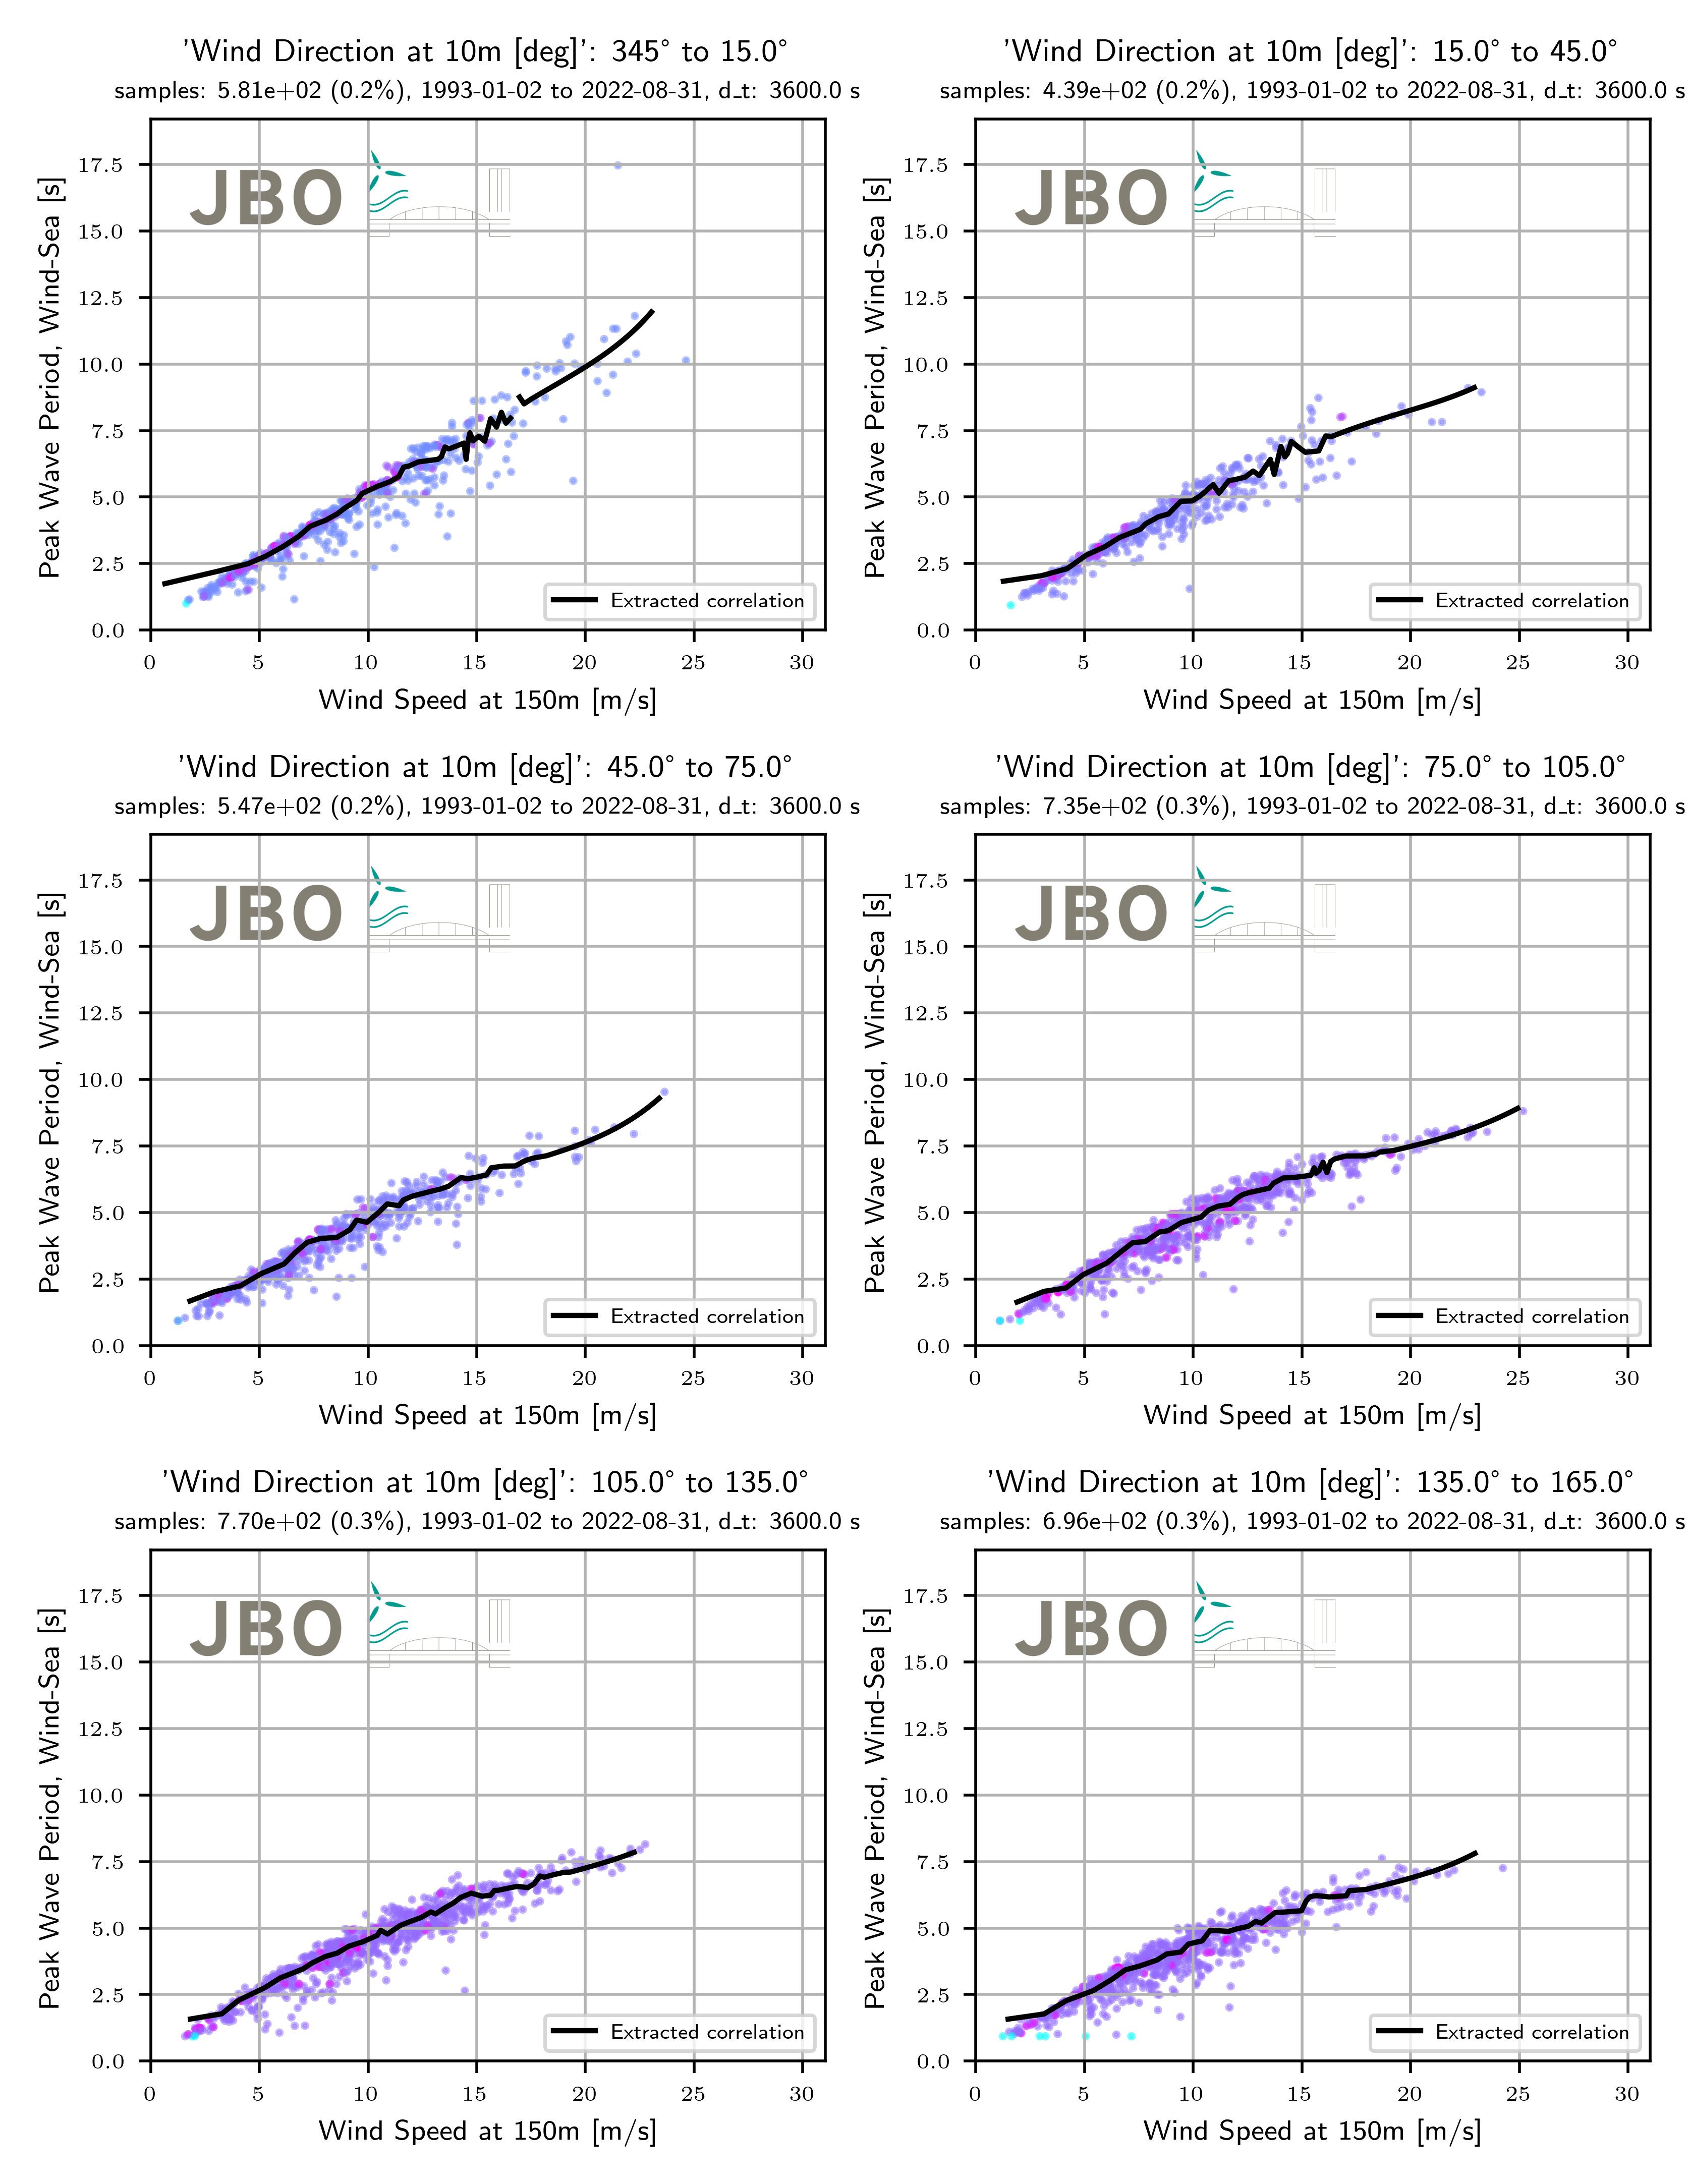 'Wind Direction at 10m [deg]': 345° to 15.0°
samples: 5.81e+02 (0.2%), 1993-01-02 to 2022-08-31, d_t: 3600.0 s
JBO
Peak Wave Period, Wind-Sea [s]
17.5
15.0
12.5
10.0
7.5
5.0
2.5
0.0
Extracted correlation
0 5 10 15 20 25 30
Wind Speed at 150m [m/s]
'Wind Direction at 10m [deg]': 15.0° to 45.0°
samples: 4.39e+02 (0.2%), 1993-01-02 to 2022-08-31, d_t: 3600.0 s
JBO
Peak Wave Period, Wind-Sea [s]
17.5
15.0
12.5
10.0
7.5
5.0
2.5
0.0
Extracted correlation
0 5 10 15 20 25 30
Wind Speed at 150m [m/s]
'Wind Direction at 10m [deg]': 45.0° to 75.0°
samples: 5.47e+02 (0.2%), 1993-01-02 to 2022-08-31, d_t: 3600.0 s
JBO
Peak Wave Period, Wind-Sea [s]
17.5
15.0
12.5
10.0
7.5
5.0
2.5
0.0
Extracted correlation
0 5 10 15 20 25 30
Wind Speed at 150m [m/s]
'Wind Direction at 10m [deg]': 75.0° to 105.0°
samples: 7.35e+02 (0.3%), 1993-01-02 to 2022-08-31, d_t: 3600.0 s
JBO
Peak Wave Period, Wind-Sea [s]
17.5
15.0
12.5
10.0
7.5
5.0
2.5
0.0
Extracted correlation
0 5 10 15 20 25 30
Wind Speed at 150m [m/s]
'Wind Direction at 10m [deg]': 105.0° to 135.0°
samples: 7.70e+02 (0.3%), 1993-01-02 to 2022-08-31, d_t: 3600.0 s
JBO
Peak Wave Period, Wind-Sea [s]
17.5
15.0
12.5
10.0
7.5
5.0
2.5
0.0
Extracted correlation
0 5 10 15 20 25 30
Wind Speed at 150m [m/s]
'Wind Direction at 10m [deg]': 135.0° to 165.0°
samples: 6.96e+02 (0.3%), 1993-01-02 to 2022-08-31, d_t: 3600.0 s
JBO
Peak Wave Period, Wind-Sea [s]
17.5
15.0
12.5
10.0
7.5
5.0
2.5
0.0
Extracted correlation
0 5 10 15 20 25 30
Wind Speed at 150m [m/s]